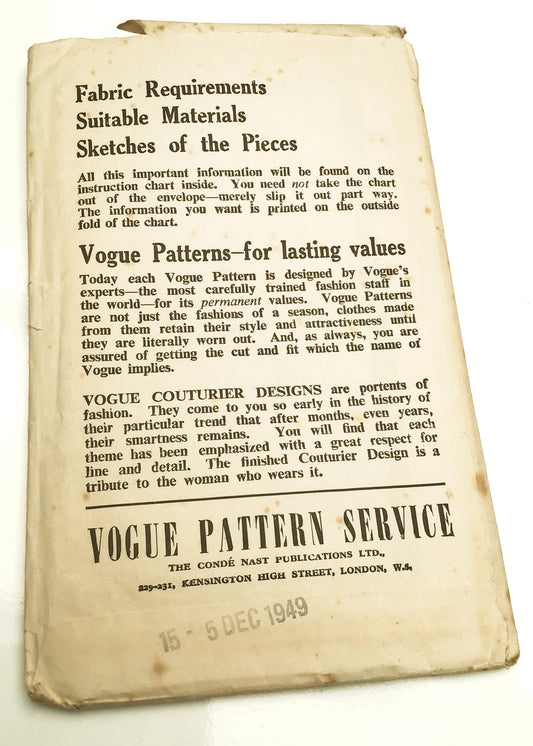 Fabric Requirements
Suitable Materials
Sketches of the Pieces
All this important information will be found on the
instruction chart inside. You need not take the chart
out of the envelope—merely slip it out part way.
The information you want is printed on the outside
fold of the chart.
Vogue Patterns—for lasting values
Today each Vogue Pattern is designed by Vogue's
experts—the most carefully trained fashion staff in
the world—for its permanent values. Vogue Patterns
are not just the fashions of a season, clothes made
from them retain their style and attractiveness until
they are literally worn out. And, as always, you are
assured of getting the cut and fit which the name of
Vogue implies.
VOGUE COUTURIER DESIGNS are portents of
fashion. They come to you so early in the history of
their particular trend that after months, even years,
their smartness remains. You will find that each
theme has been emphasized with a great respect for
line and detail. The finished Couturier Design is a
tribute to the woman who wears it.
VOGUE PATTERN SERVICE
THE CONDÉ NAST PUBLICATIONS LTD.,
229-231, KENSINGTON HIGH STREET, LONDON, W.8,
15 - 5 DEC 1949